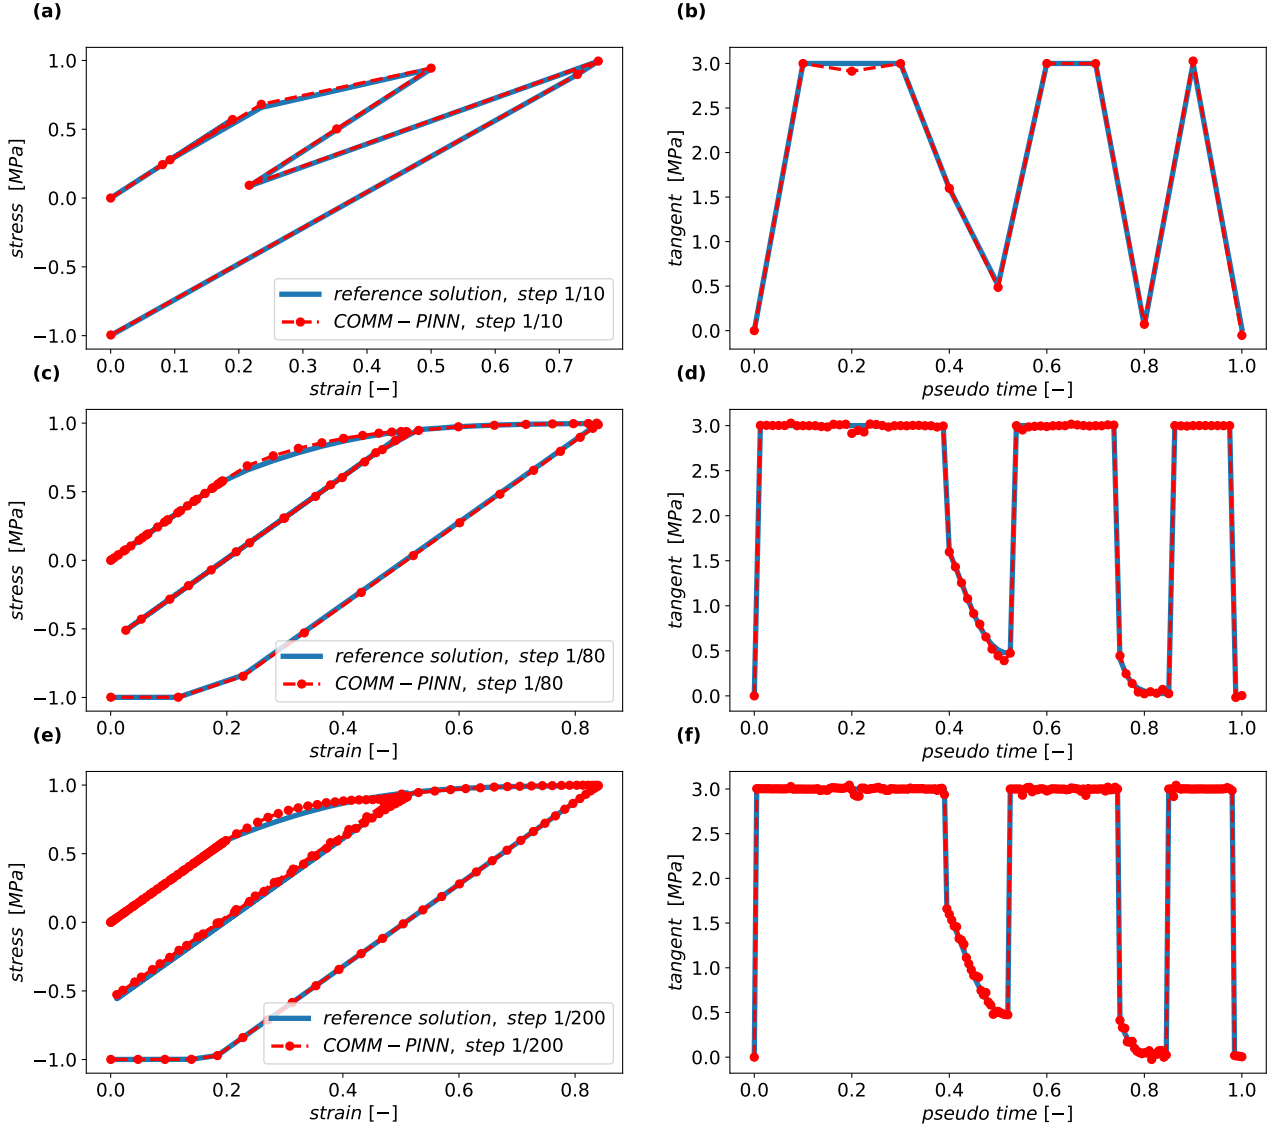 (a)
1.0
0.5
0.0
−0.5
−1.0
stress [MPa]
reference solution, step 1/10
COMM − PINN, step 1/10
0.0 0.1 0.2 0.3 0.4 0.5 0.6 0.7
strain [−]
(b)
3.0
2.5
2.0
1.5
1.0
0.5
0.0
tangent [MPa]
0.0 0.2 0.4 0.6 0.8 1.0
pseudo time [−]
(c)
1.0
0.5
0.0
−0.5
−1.0
stress [MPa]
reference solution, step 1/80
COMM − PINN, step 1/80
0.0 0.2 0.4 0.6 0.8
strain [−]
(d)
3.0
2.5
2.0
1.5
1.0
0.5
0.0
tangent [MPa]
0.0 0.2 0.4 0.6 0.8 1.0
pseudo time [−]
(e)
1.0
0.5
0.0
−0.5
−1.0
stress [MPa]
reference solution, step 1/200
COMM − PINN, step 1/200
0.0 0.2 0.4 0.6 0.8
strain [−]
(f)
3.0
2.5
2.0
1.5
1.0
0.5
0.0
tangent [MPa]
0.0 0.2 0.4 0.6 0.8 1.0
pseudo time [−]